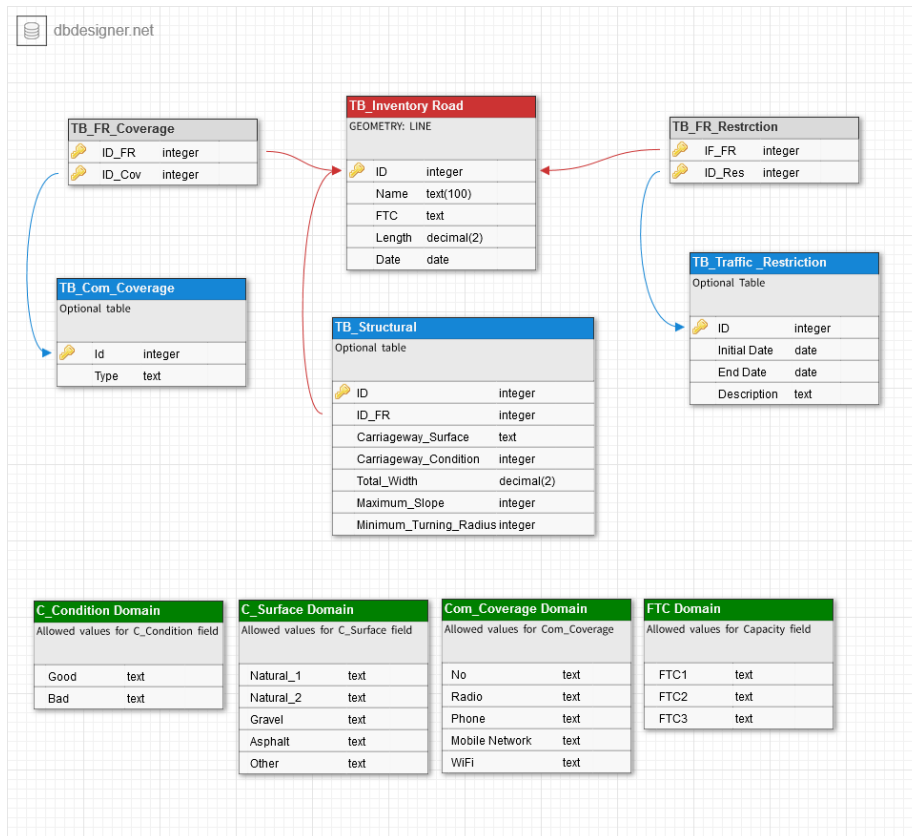 dbdesigner.net
TB_FR_Coverage
ID_FR integer
ID_Cov integer
TB_Inventory Road
GEOMETRY: LINE
ID integer
Name text(100)
FTC text
Length decimal(2)
Date date
TB_FR_Restrction
IF_FR integer
ID_Res integer
TB_Com_Coverage
Optional table
Id integer
Type text
TB_Structural
Optional table
ID integer
ID_FR integer
Carriageway_Surface text
Carriageway_Condition integer
Total_Width decimal(2)
Maximum_Slope integer
Minimum_Turning_Radius integer
TB_Traffic _Restriction
Optional Table
ID integer
Initial Date date
End Date date
Description text
C_Condition Domain
Allowed values for C_Condition field
Good text
Bad text
C_Surface Domain
Allowed values for C_Surface field
Natural_1 text
Natural_2 text
Gravel text
Asphalt text
Other text
Com_Coverage Domain
Allowed values for Com_Coverage
No text
Radio text
Phone text
Mobile Network text
WiFi text
FTC Domain
Allowed values for Capacity field
FTC1 text
FTC2 text
FTC3 text